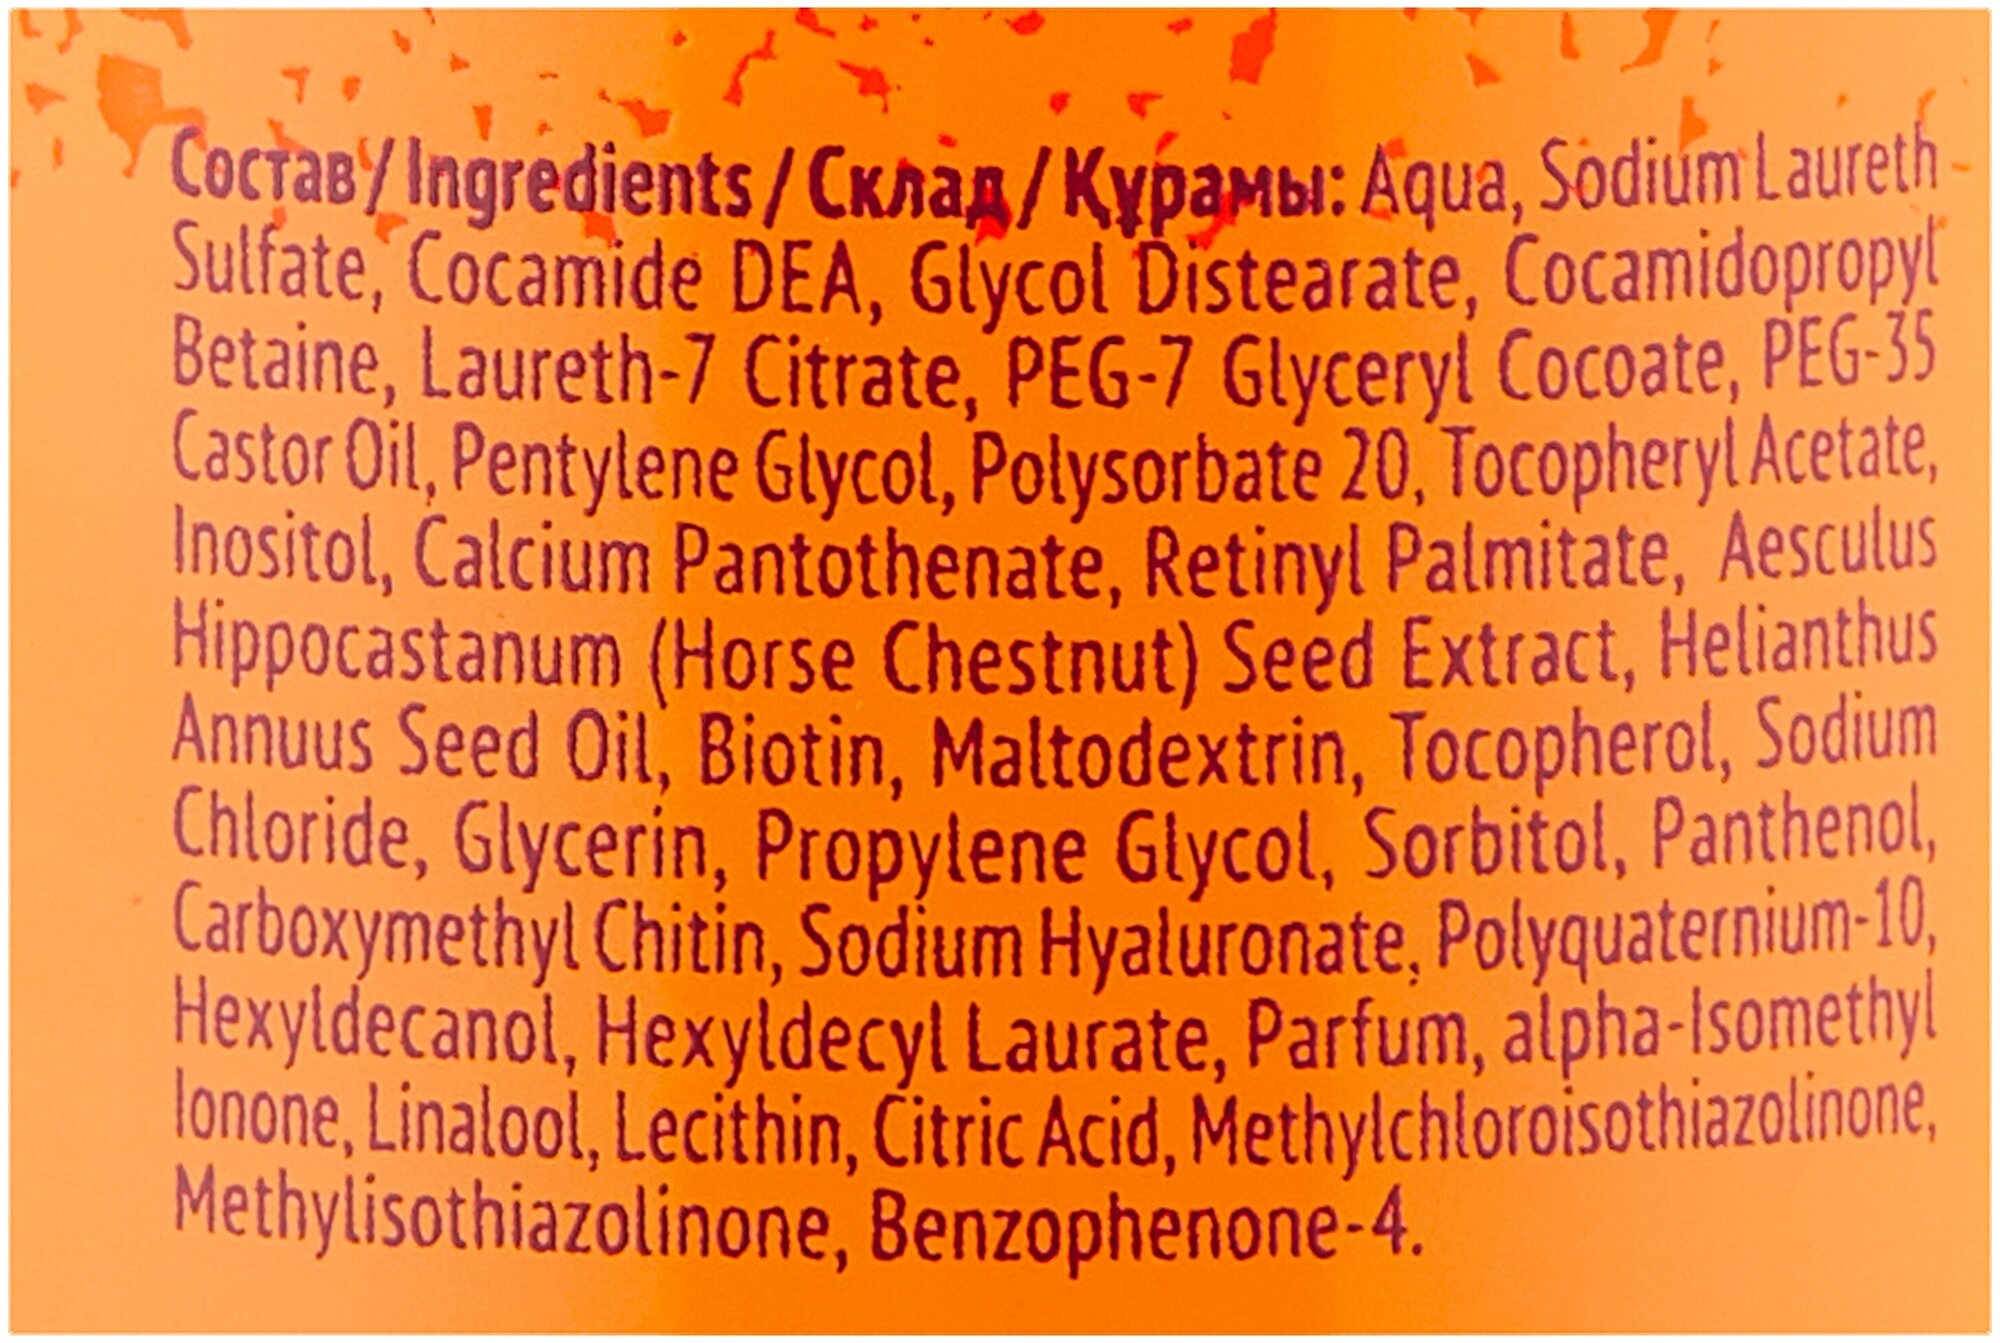 Состав/Ingredients/Склад/Құрамы: Aqua, Sodium Laureth
Sulfate, Cocamide DEA, Glycol Distearate, Cocamidopropyl
Betaine, Laureth-7 Citrate, PEG-7 Glyceryl Cocoate, PEG-35
Castor Oil, Pentylene Glycol, Polysorbate 20, Tocopheryl Acetate,
Inositol, Calcium Pantothenate, Retinyl Palmitate, Aesculus
Hippocastanum (Horse Chestnut) Seed Extract, Helianthus
Annuus Seed Oil, Biotin, Maltodextrin, Tocopherol, Sodium
Chloride, Glycerin, Propylene Glycol, Sorbitol, Panthenol,
Carboxymethyl Chitin, Sodium Hyaluronate, Polyquaternium-10,
Hexyldecanol, Hexyldecyl Laurate, Parfum, alpha-Isomethyl
Ionone, Linalool, Lecithin, Citric Acid, Methylchloroisothiazolinone,
Methylisothiazolinone, Benzophenone-4.